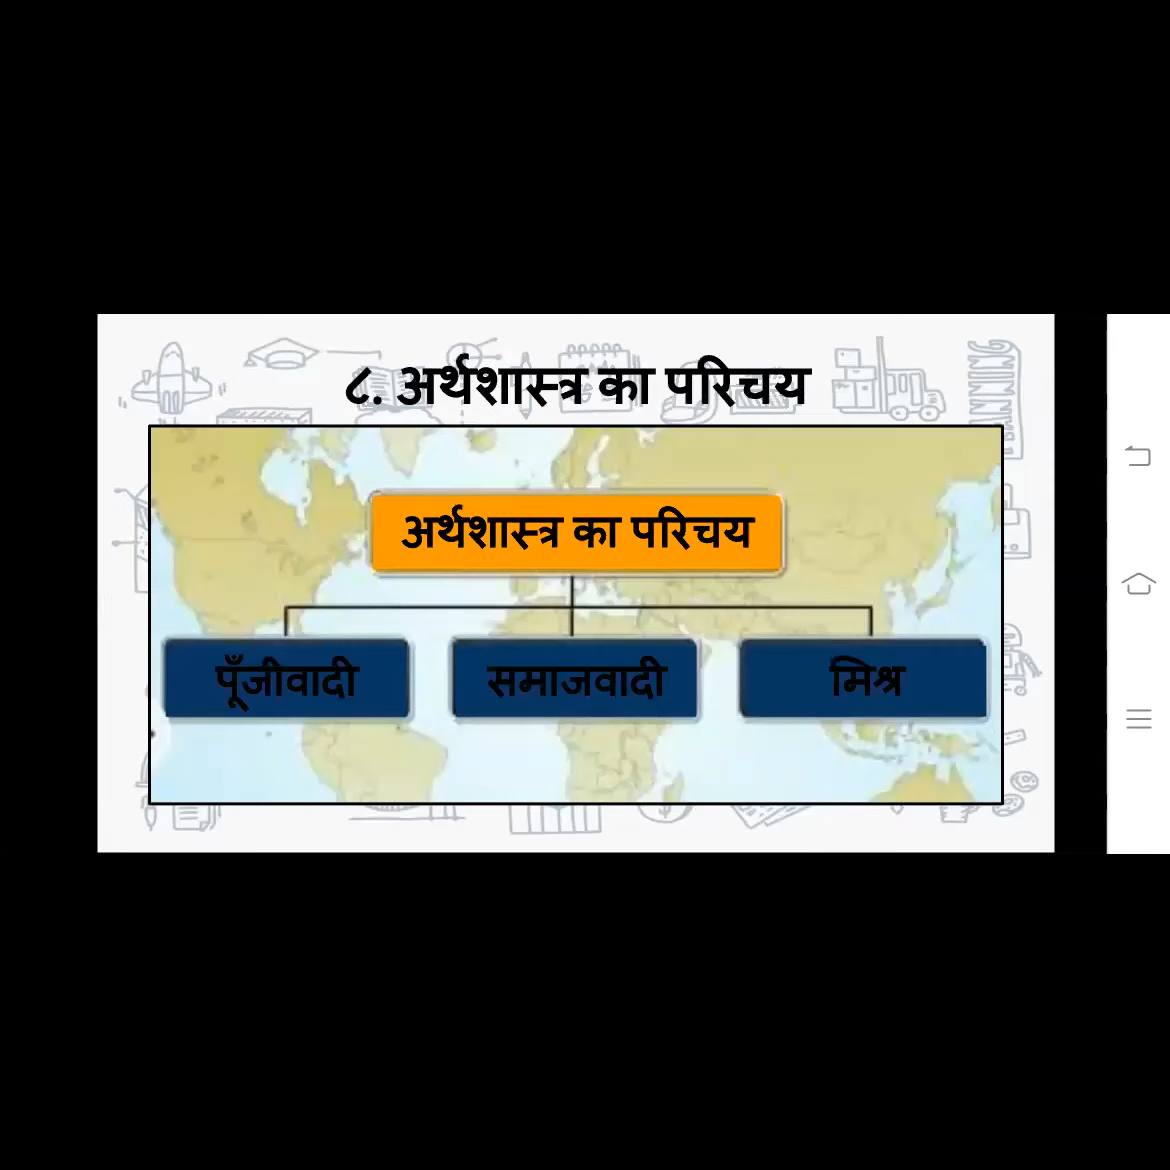 ८. अर्थशास्त्र का परिचय
अर्थशास्त्र का परिचय
पूँजीवादी
समाजवादी
मिश्र